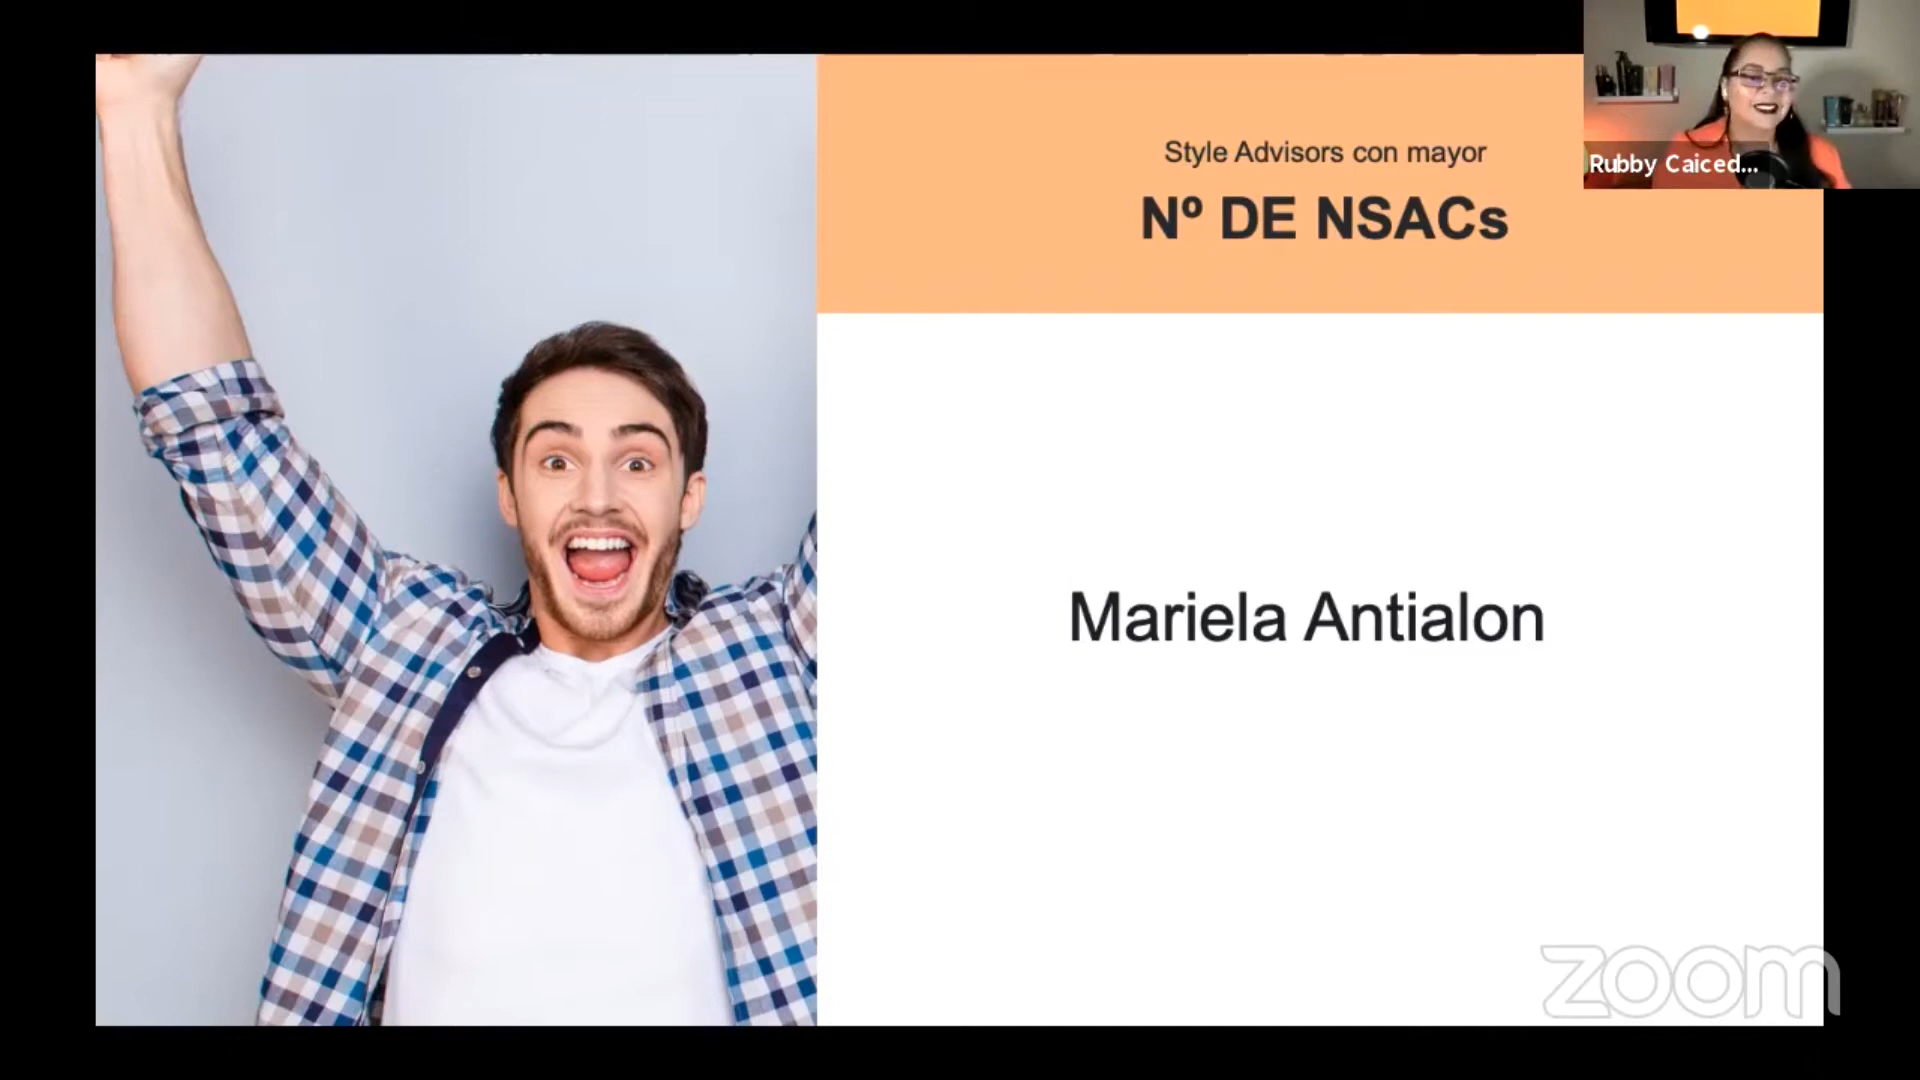 Style Advisors con mayor
Nº DE NSACs
Rubby Caiced...
Mariela Antialon
zoom